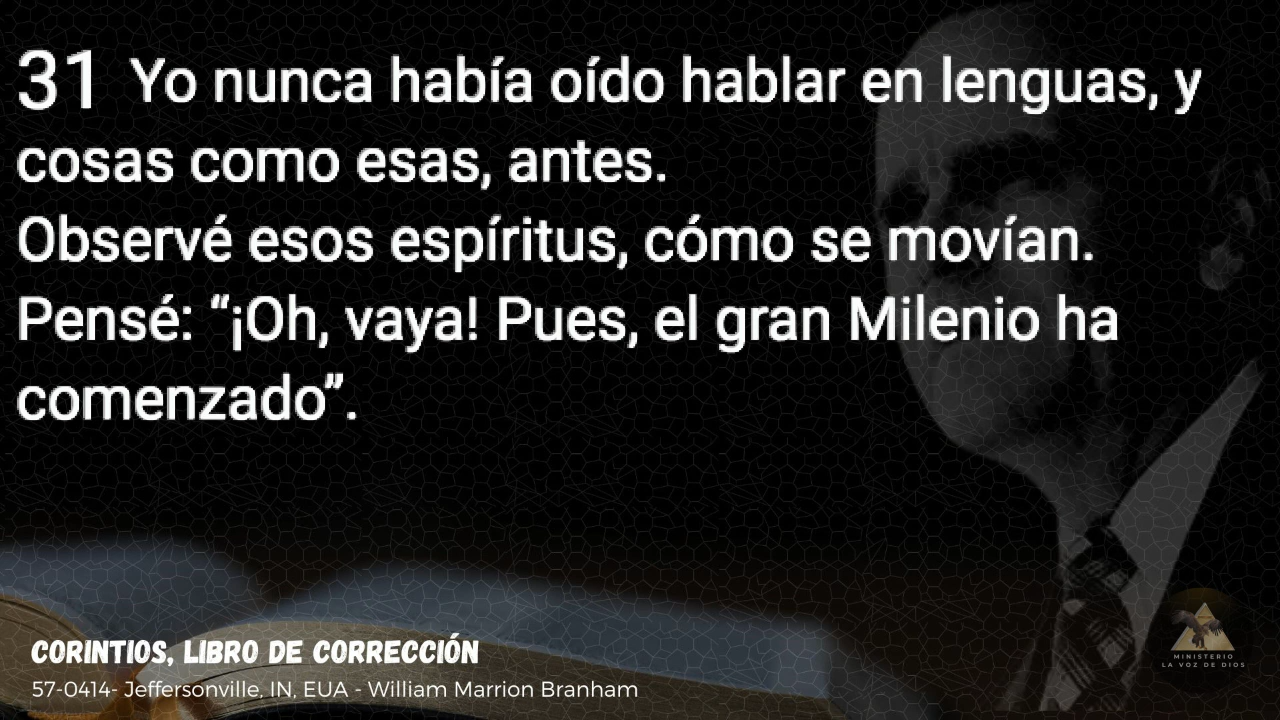 31 Yo nunca había oído hablar en lenguas, y
cosas como esas, antes.
Observé esos espíritus, cómo se movían.
Pensé: “¡Oh, vaya! Pues, el gran Milenio ha
comenzado”.
CORINTIOS, LIBRO DE CORRECCIÓN
57-0414- Jeffersonville, IN, EUA - William Marrion Branham
MINISTERIO
LA VOZ DE DIOS